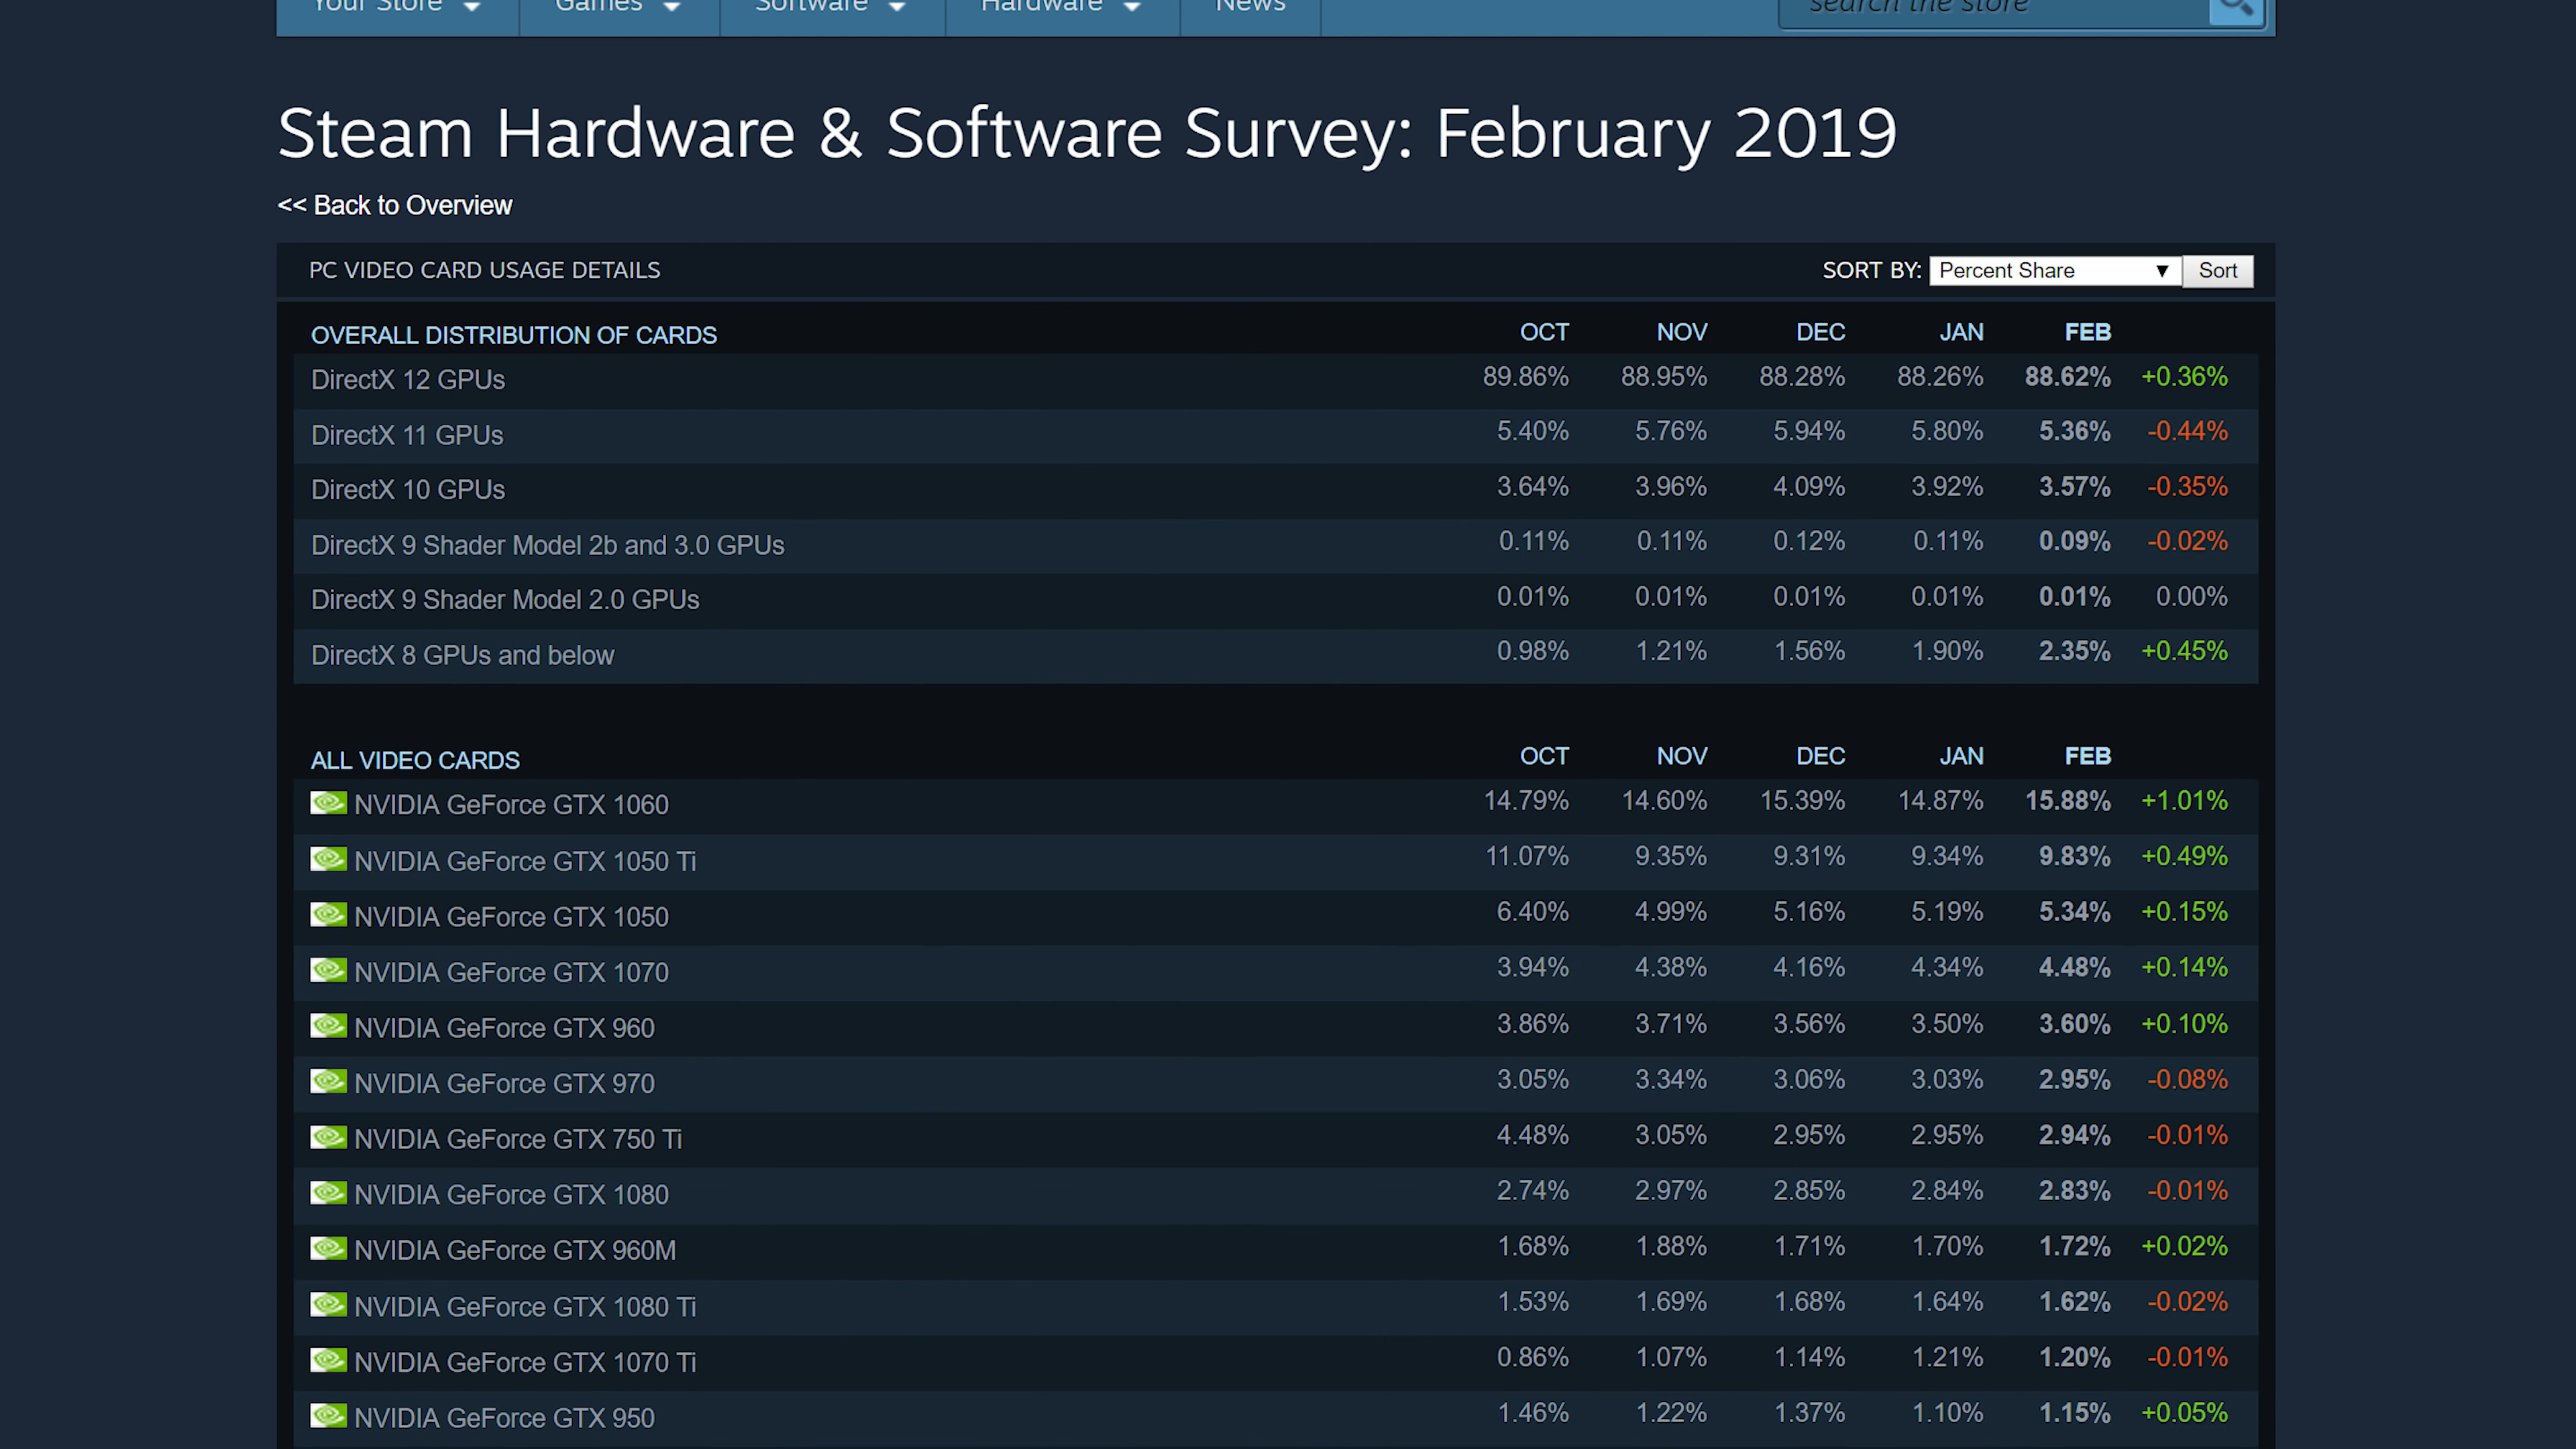 Your Store Games Software Hardware News search the store
Steam Hardware & Software Survey: February 2019
<< Back to Overview
PC VIDEO CARD USAGE DETAILS SORT BY: Percent Share ▼ Sort
OVERALL DISTRIBUTION OF CARDS OCT NOV DEC JAN FEB
DirectX 12 GPUs 89.86% 88.95% 88.28% 88.26% 88.62% +0.36%
DirectX 11 GPUs 5.40% 5.76% 5.94% 5.80% 5.36% -0.44%
DirectX 10 GPUs 3.64% 3.96% 4.09% 3.92% 3.57% -0.35%
DirectX 9 Shader Model 2b and 3.0 GPUs 0.11% 0.11% 0.12% 0.11% 0.09% -0.02%
DirectX 9 Shader Model 2.0 GPUs 0.01% 0.01% 0.01% 0.01% 0.01% 0.00%
DirectX 8 GPUs and below 0.98% 1.21% 1.56% 1.90% 2.35% +0.45%
ALL VIDEO CARDS OCT NOV DEC JAN FEB
NVIDIA GeForce GTX 1060 14.79% 14.60% 15.39% 14.87% 15.88% +1.01%
NVIDIA GeForce GTX 1050 Ti 11.07% 9.35% 9.31% 9.34% 9.83% +0.49%
NVIDIA GeForce GTX 1050 6.40% 4.99% 5.16% 5.19% 5.34% +0.15%
NVIDIA GeForce GTX 1070 3.94% 4.38% 4.16% 4.34% 4.48% +0.14%
NVIDIA GeForce GTX 960 3.86% 3.71% 3.56% 3.50% 3.60% +0.10%
NVIDIA GeForce GTX 970 3.05% 3.34% 3.06% 3.03% 2.95% -0.08%
NVIDIA GeForce GTX 750 Ti 4.48% 3.05% 2.95% 2.95% 2.94% -0.01%
NVIDIA GeForce GTX 1080 2.74% 2.97% 2.85% 2.84% 2.83% -0.01%
NVIDIA GeForce GTX 960M 1.68% 1.88% 1.71% 1.70% 1.72% +0.02%
NVIDIA GeForce GTX 1080 Ti 1.53% 1.69% 1.68% 1.64% 1.62% -0.02%
NVIDIA GeForce GTX 1070 Ti 0.86% 1.07% 1.14% 1.21% 1.20% -0.01%
NVIDIA GeForce GTX 950 1.46% 1.22% 1.37% 1.10% 1.15% +0.05%